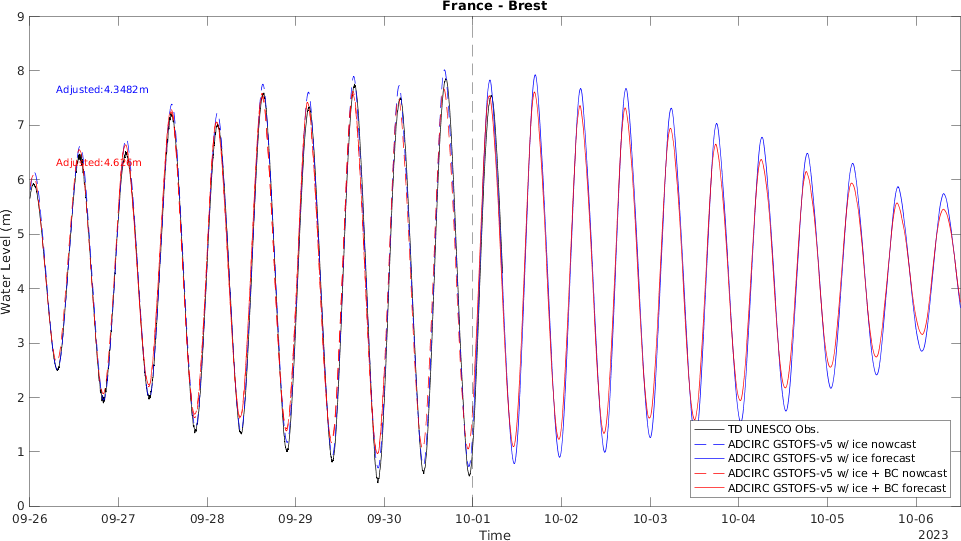 France - Brest
9
8
7
6
5
4
3
2
1
0
Water Level (m)
Adjusted:4.3482m
Adjusted:4.626m
TD UNESCO Obs.
ADCIRC GSTOFS-v5 w/ ice nowcast
ADCIRC GSTOFS-v5 w/ ice forecast
ADCIRC GSTOFS-v5 w/ ice + BC nowcast
ADCIRC GSTOFS-v5 w/ ice + BC forecast
09-26 09-27 09-28 09-29 09-30 10-01 10-02 10-03 10-04 10-05 10-06
Time
2023